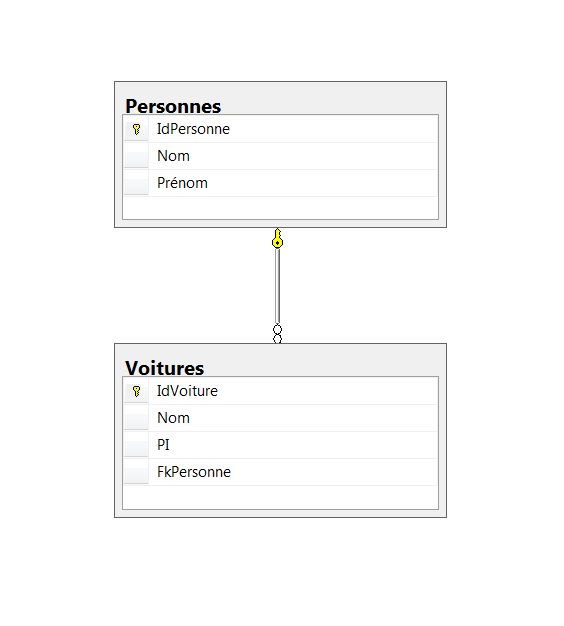 Personnes
IdPersonne
Nom
Prénom
Voitures
IdVoiture
Nom
PI
FkPersonne